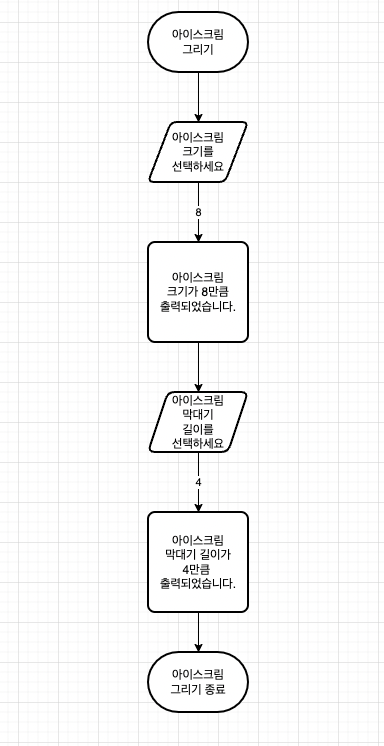 아이스크림
그리기
아이스크림
크기를
선택하세요
8
아이스크림
크기가 8만큼
출력되었습니다.
아이스크림
막대기
길이를
선택하세요
4
아이스크림
막대기 길이가
4만큼
출력되었습니다.
아이스크림
그리기 종료